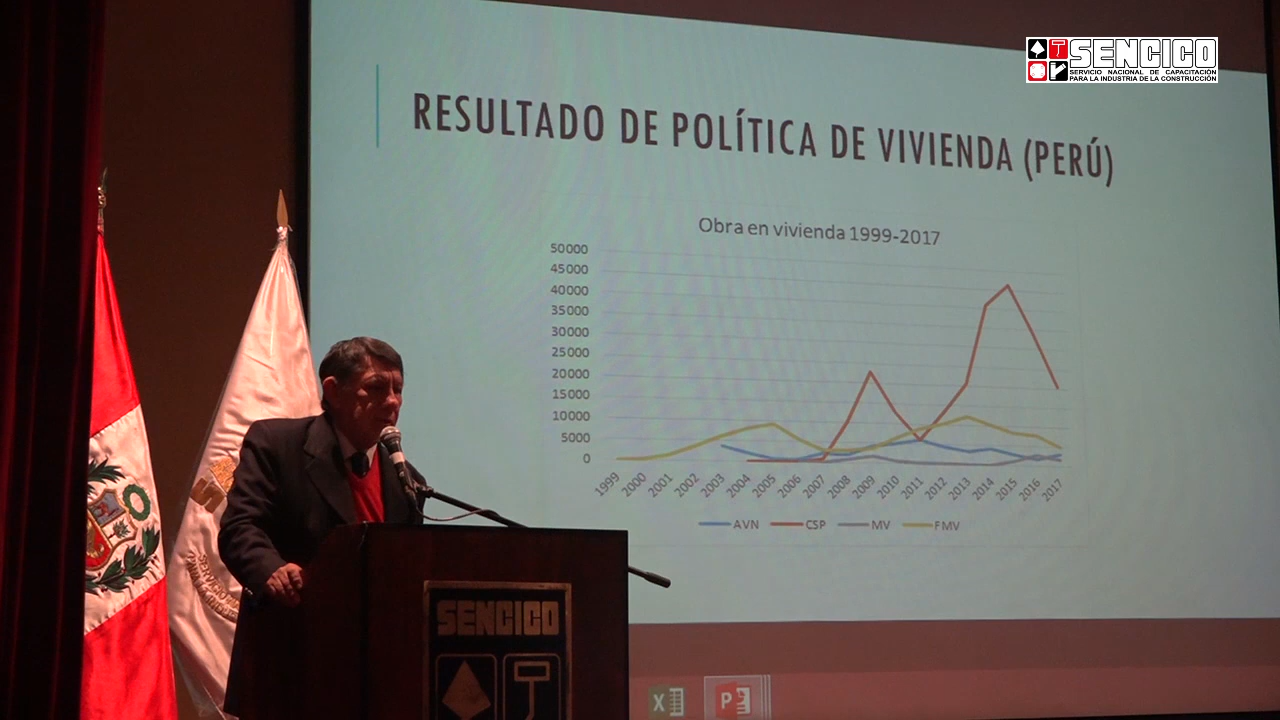 SENCICO
SERVICIO NACIONAL DE CAPACITACIÓN
PARA LA INDUSTRIA DE LA CONSTRUCCIÓN
RESULTADO DE POLÍTICA DE VIVIENDA (PERÚ)
Obra en vivienda 1999-2017
50000
45000
40000
35000
30000
25000
20000
15000
10000
5000
0
1999 2000 2001 2002 2003 2004 2005 2006 2007 2008 2009 2010 2011 2012 2013 2014 2015 2016 2017
AVN CSP MV FMV
SENCICO